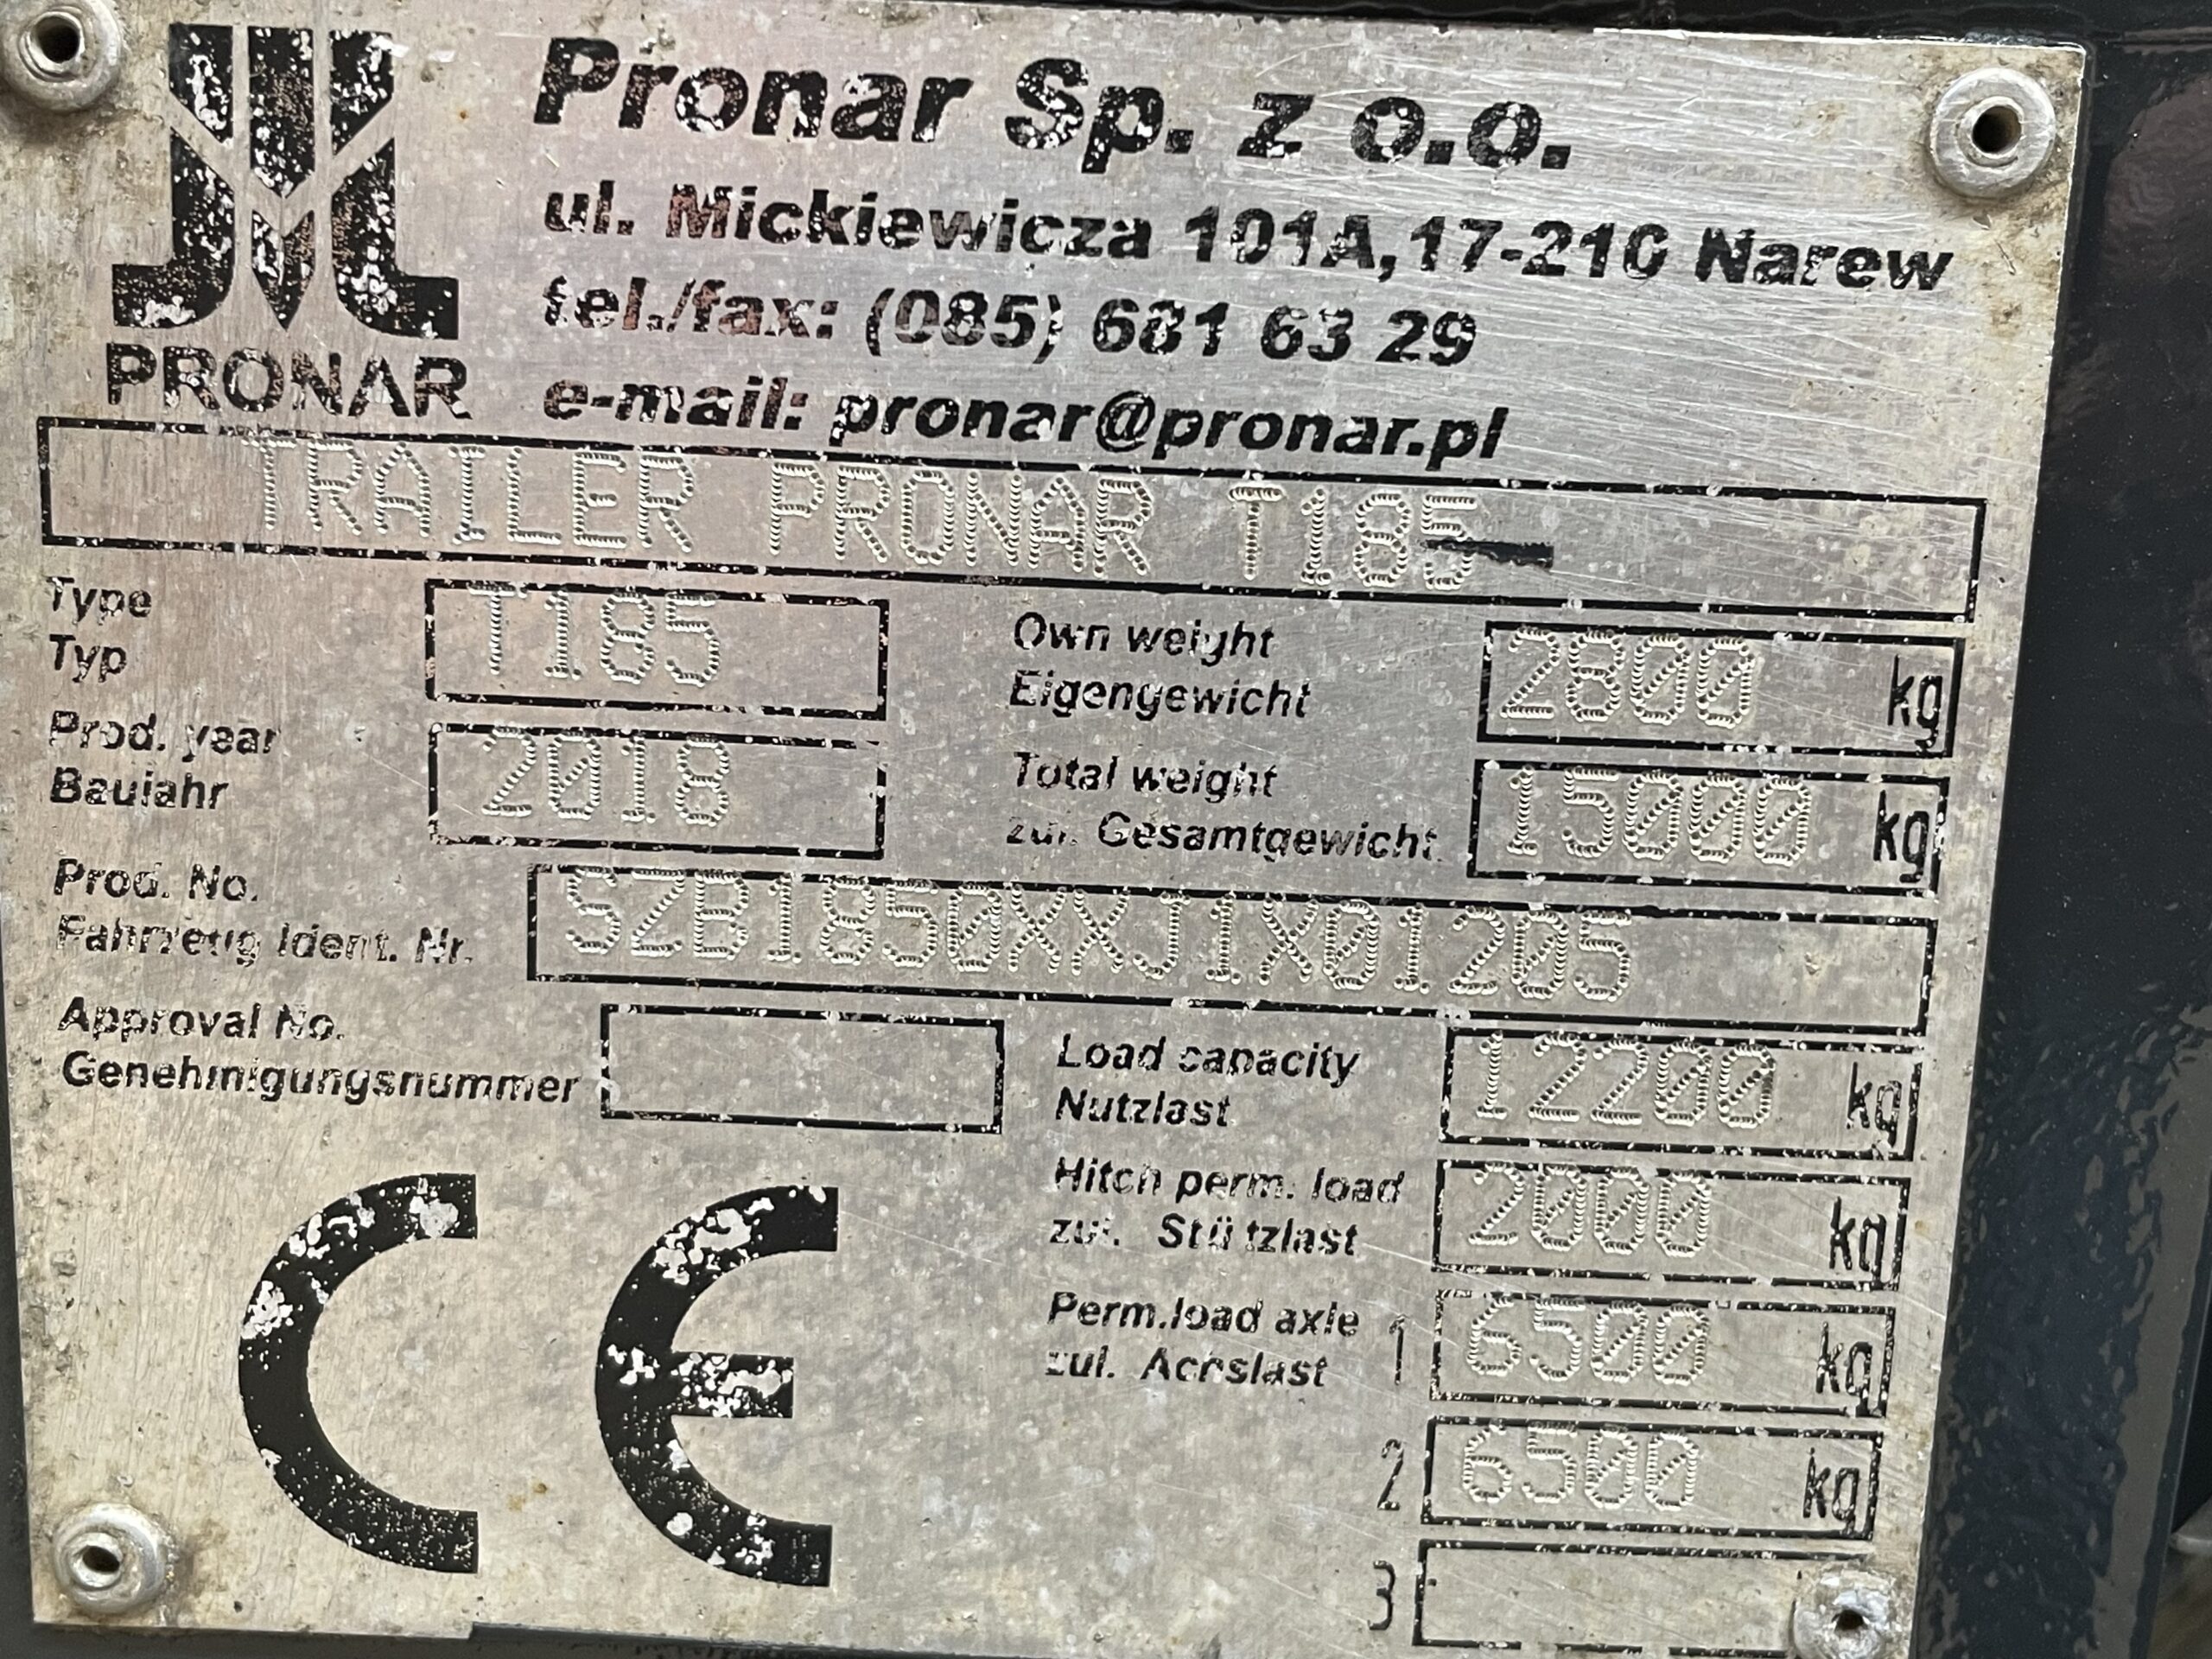 Pronar Sp. z o.o.
ul. Mickiewicza 101A,17-210 Narew
tel./fax: (085) 681 63 29
e-mail: pronar@pronar.pl
PRONAR
TRAILER PRONAR T185
Type
Typ
T185
Own weight
Eigengewicht
2800 kg
Prod. year
Baujahr
2018
Total weight
zul. Gesamtgewicht
15000 kg
Prod. No.
Fahrzeug Ident. Nr.
SZB1850XXJ1X01205
Approval No.
Genehmigungsnummer
Load capacity
Nutzlast
12200 kg
Hitch perm. load
zul. Stü tzlast
2000 kg
Perm.load axle
zul. Achslast
1 6500 kg
2 6500 kg
3
CE